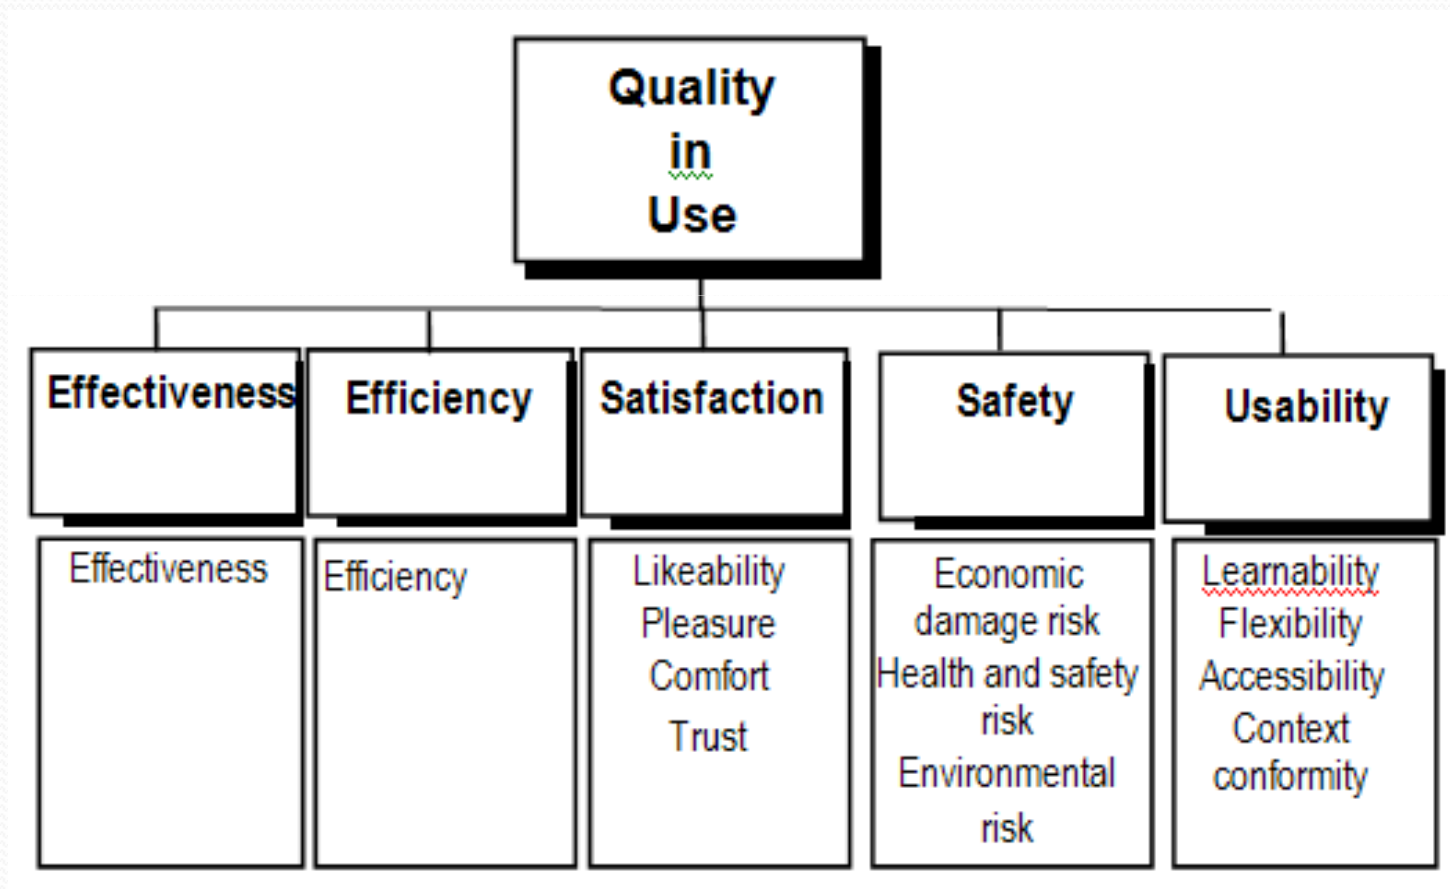 Quality
in
Use
Effectiveness
Efficiency
Satisfaction
Safety
Usability
Effectiveness
Efficiency
Likeability
Pleasure
Comfort
Trust
Economic
damage risk
Health and safety
risk
Environmental
risk
Learnability
Flexibility
Accessibility
Context
conformity